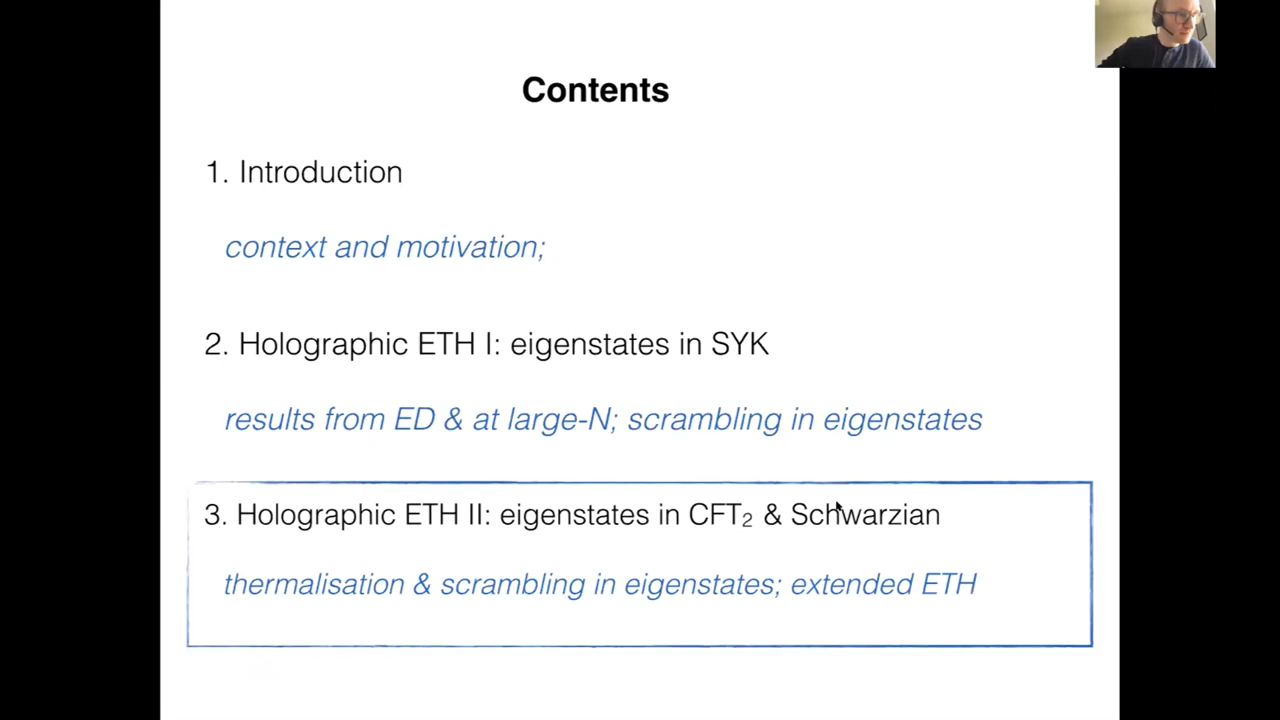 Contents
1. Introduction
context and motivation;
2. Holographic ETH I: eigenstates in SYK
results from ED & at large-N; scrambling in eigenstates
3. Holographic ETH II: eigenstates in CFT₂ & Schwarzian
thermalisation & scrambling in eigenstates; extended ETH